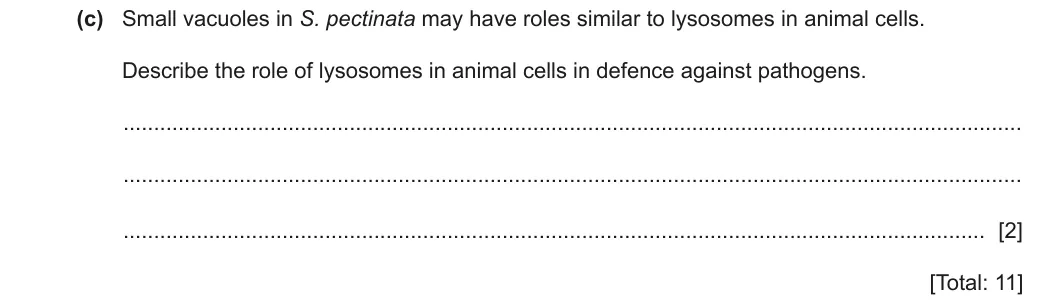 (c) Small vacuoles in S. pectinata may have roles similar to lysosomes in animal cells.
Describe the role of lysosomes in animal cells in defence against pathogens.
[2]
[Total: 11]